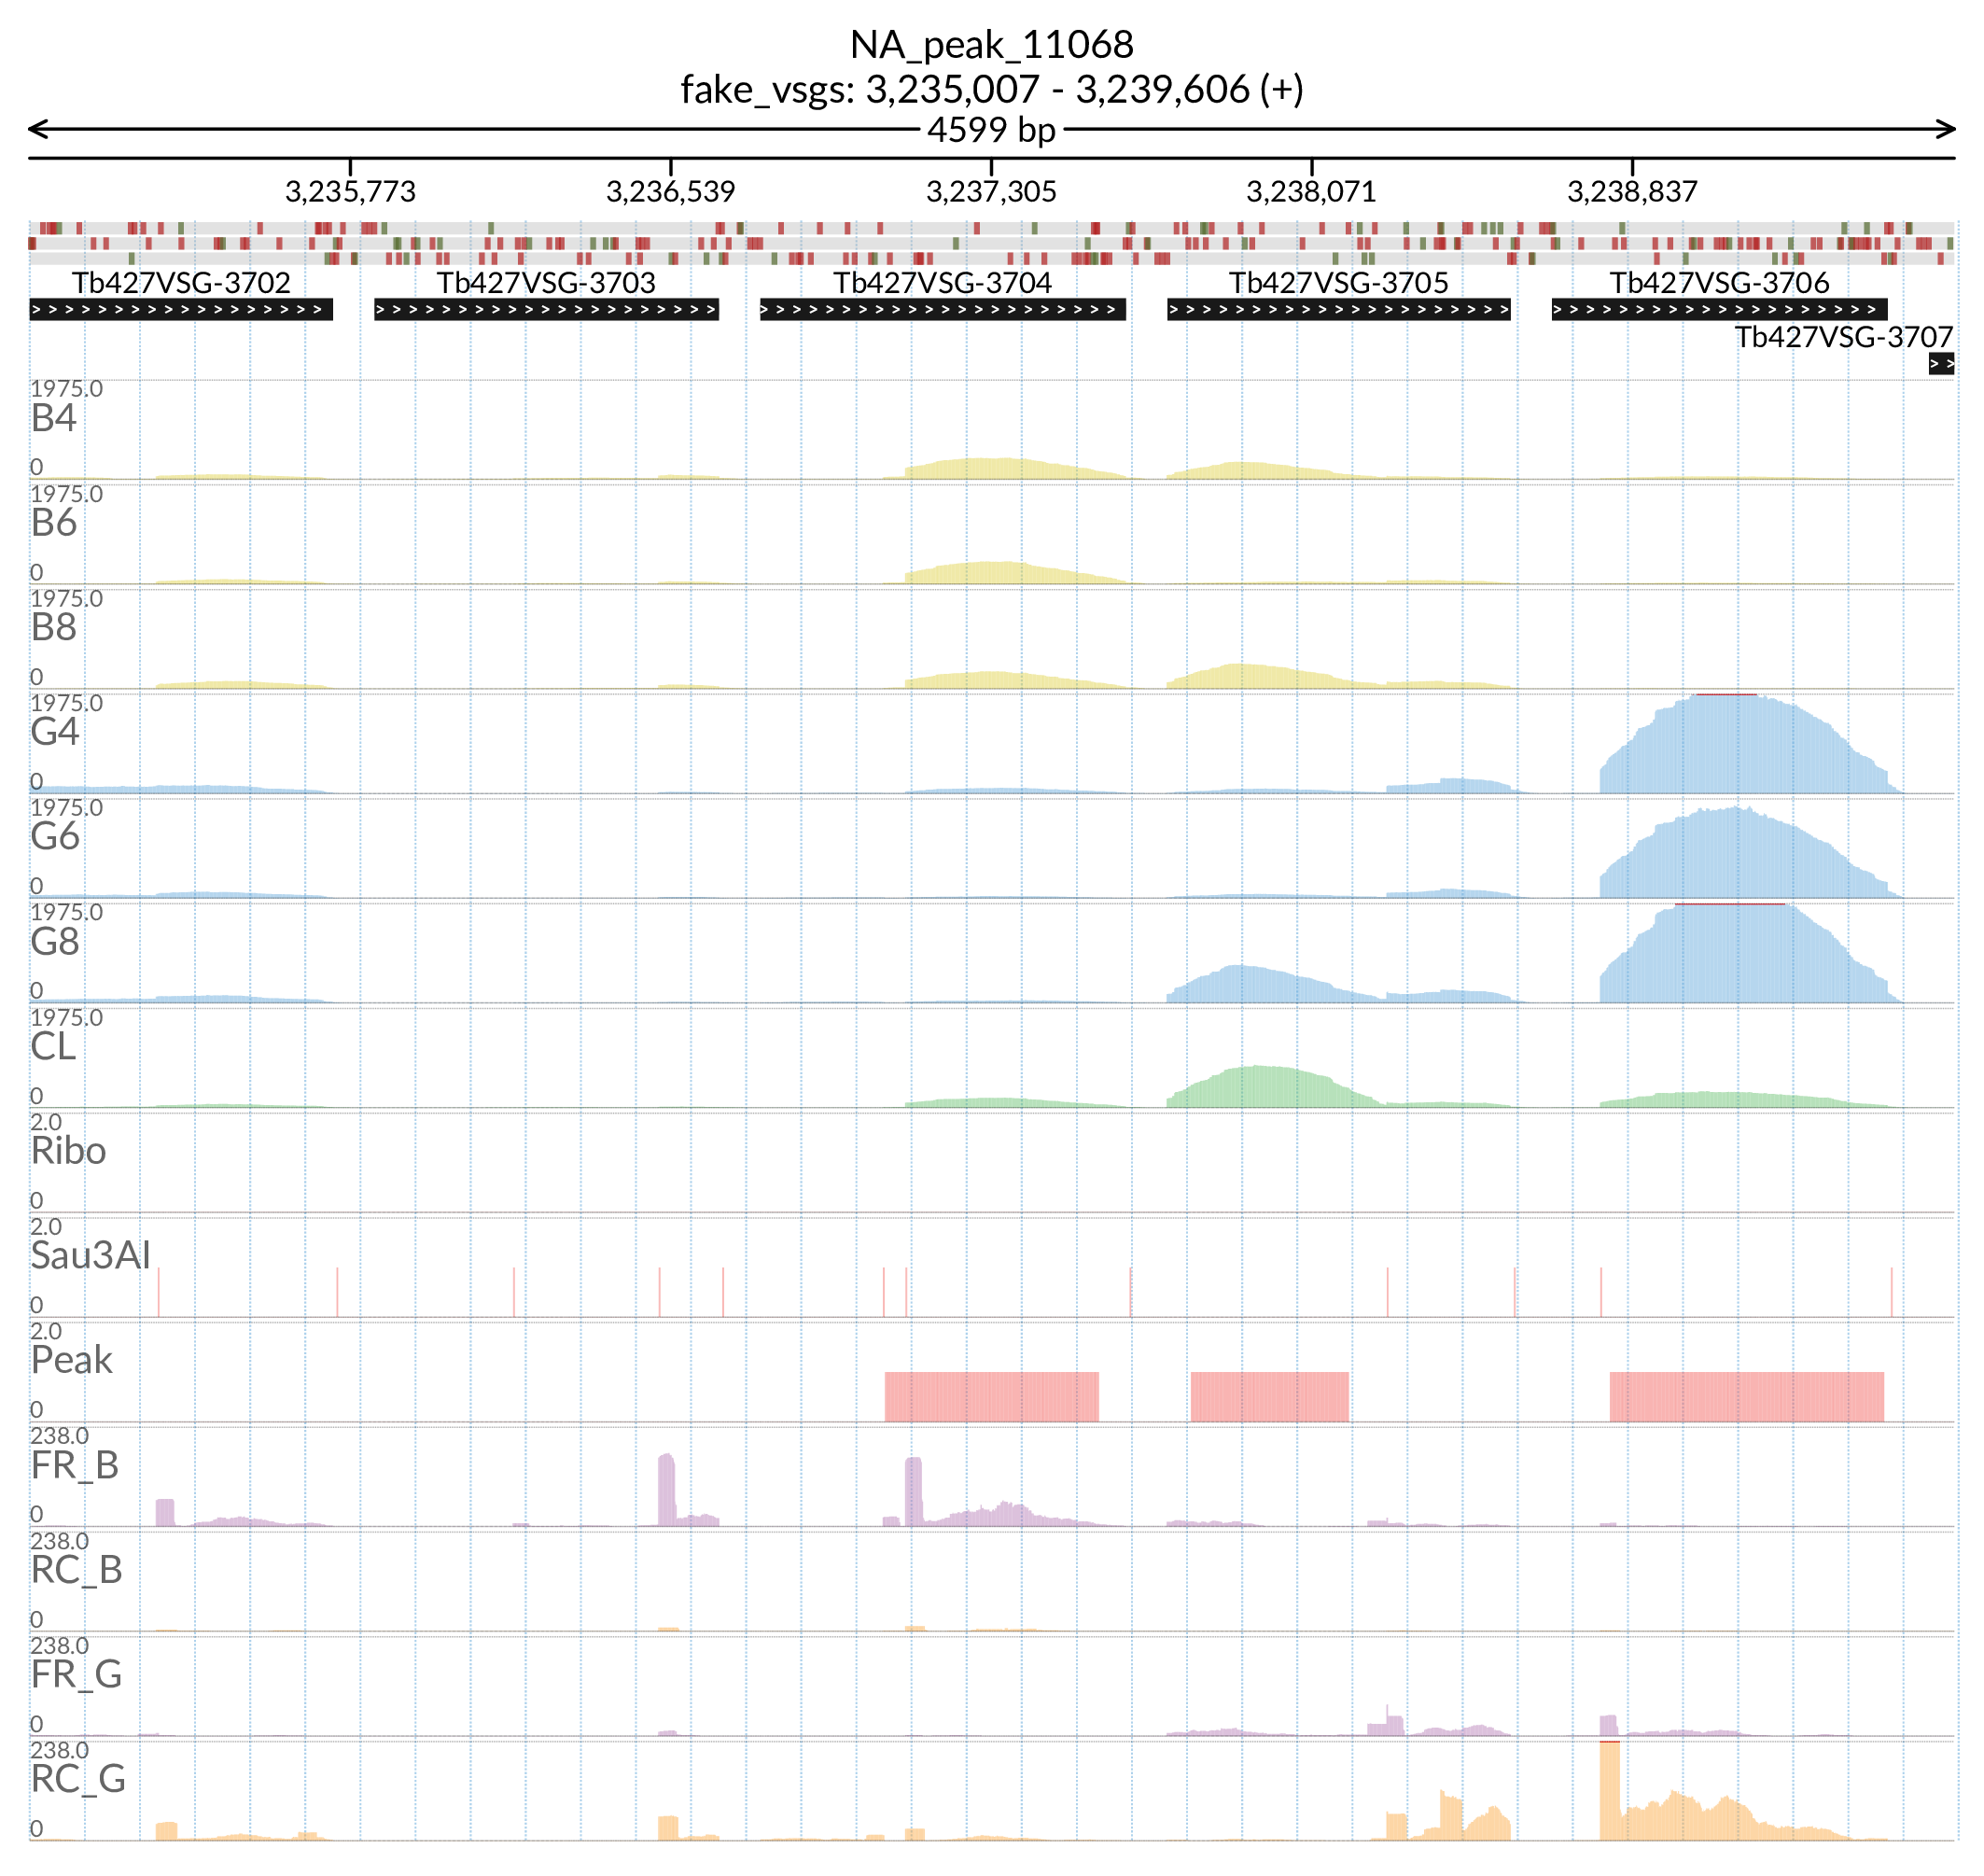 NA_peak_11068
fake_vsgs: 3,235,007 - 3,239,606 (+)
4599 bp
3,235,773 3,236,539 3,237,305 3,238,071 3,238,837
Tb427VSG-3702 Tb427VSG-3703 Tb427VSG-3704 Tb427VSG-3705 Tb427VSG-3706
Tb427VSG-3707
1975.0
B4
0
1975.0
B6
0
1975.0
B8
0
1975.0
G4
0
1975.0
G6
0
1975.0
G8
0
1975.0
CL
0
2.0
Ribo
0
2.0
Sau3AI
0
2.0
Peak
0
238.0
FR_B
0
238.0
RC_B
0
238.0
FR_G
0
238.0
RC_G
0